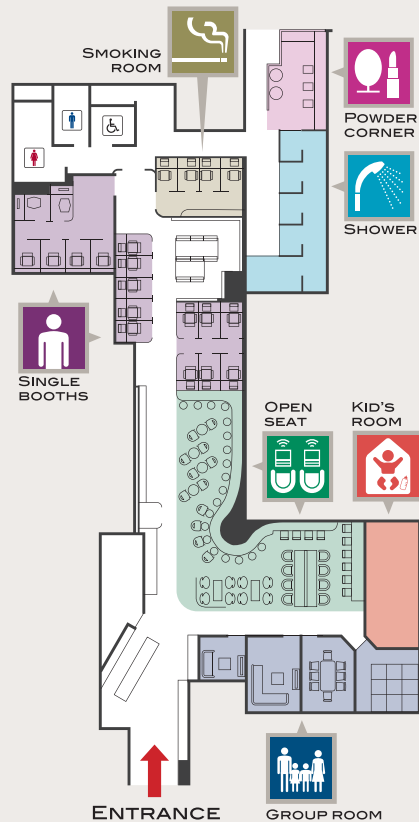 SMOKING
ROOM
POWDER
CORNER
SHOWER
SINGLE
BOOTHS
OPEN
SEAT
KID'S
ROOM
ENTRANCE
GROUP ROOM